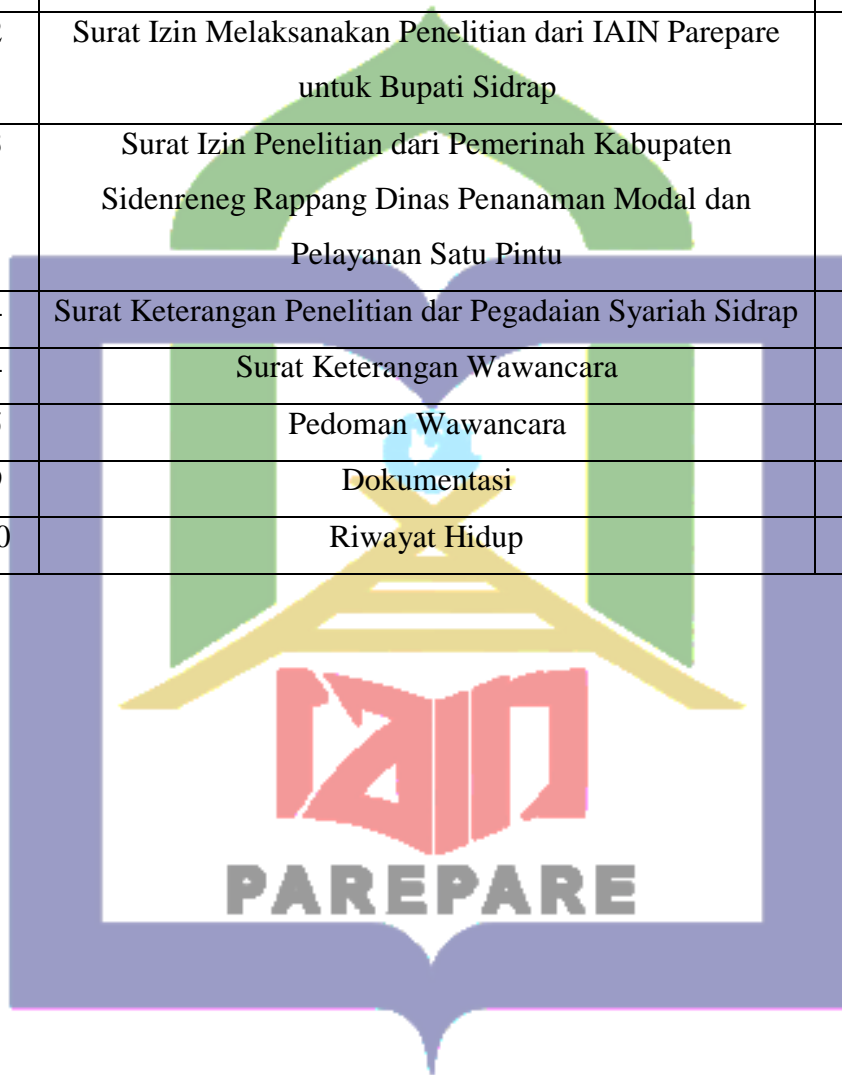 Surat Izin Melaksanakan Penelitian dari IAIN Parepare
untuk Bupati Sidrap
Surat Izin Penelitian dari Pemerinah Kabupaten
Sidenreneg Rappang Dinas Penanaman Modal dan
Pelayanan Satu Pintu
Surat Keterangan Penelitian dar Pegadaian Syariah Sidrap
Surat Keterangan Wawancara
Pedoman Wawancara
Dokumentasi
Riwayat Hidup
iain
PAREPARE